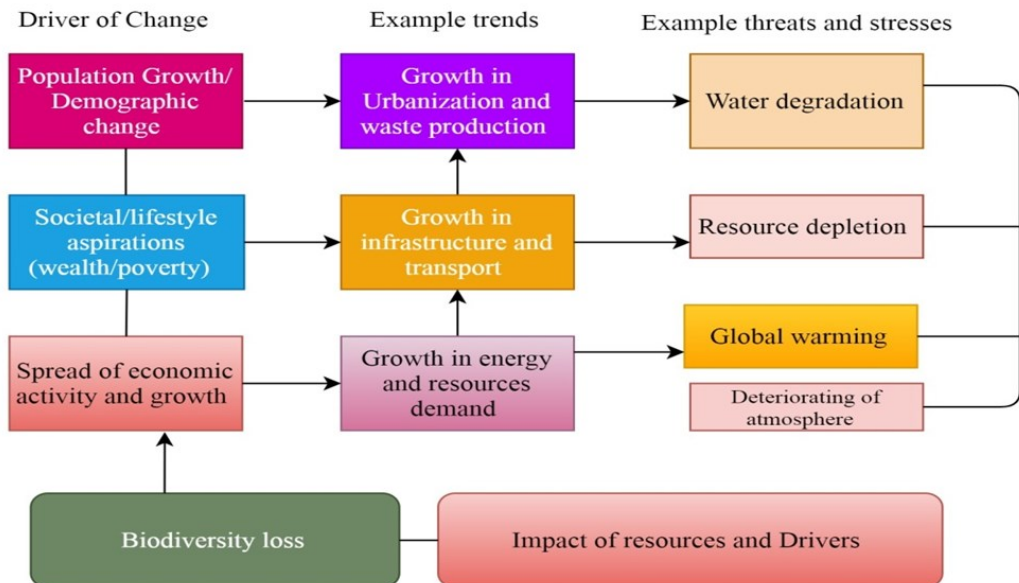 Driver of Change
Example trends
Example threats and stresses
Population Growth/
Demographic
change
Growth in
Urbanization and
waste production
Water degradation
Societal/lifestyle
aspirations
(wealth/poverty)
Growth in
infrastructure and
transport
Resource depletion
Spread of economic
activity and growth
Growth in energy
and resources
demand
Global warming
Deteriorating of
atmosphere
Biodiversity loss
Impact of resources and Drivers